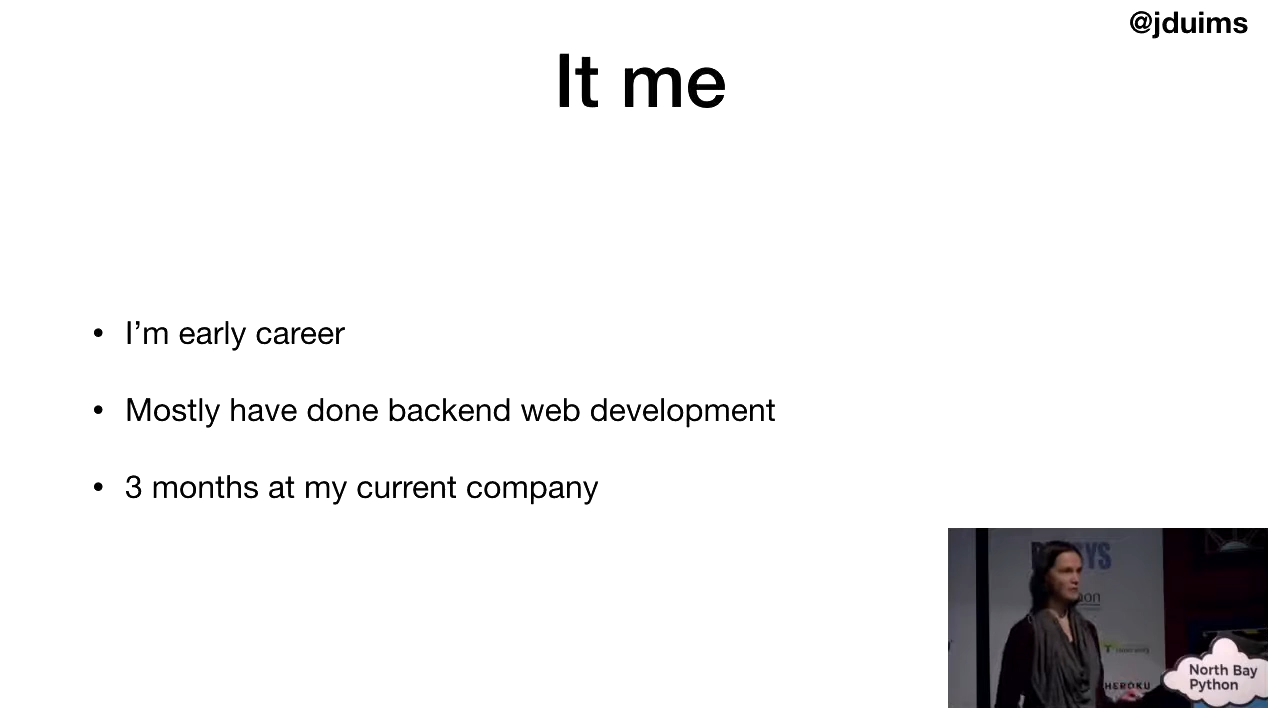 @jduims
It me
• I’m early career
• Mostly have done backend web development
• 3 months at my current company
HEROKU
North Bay
Python